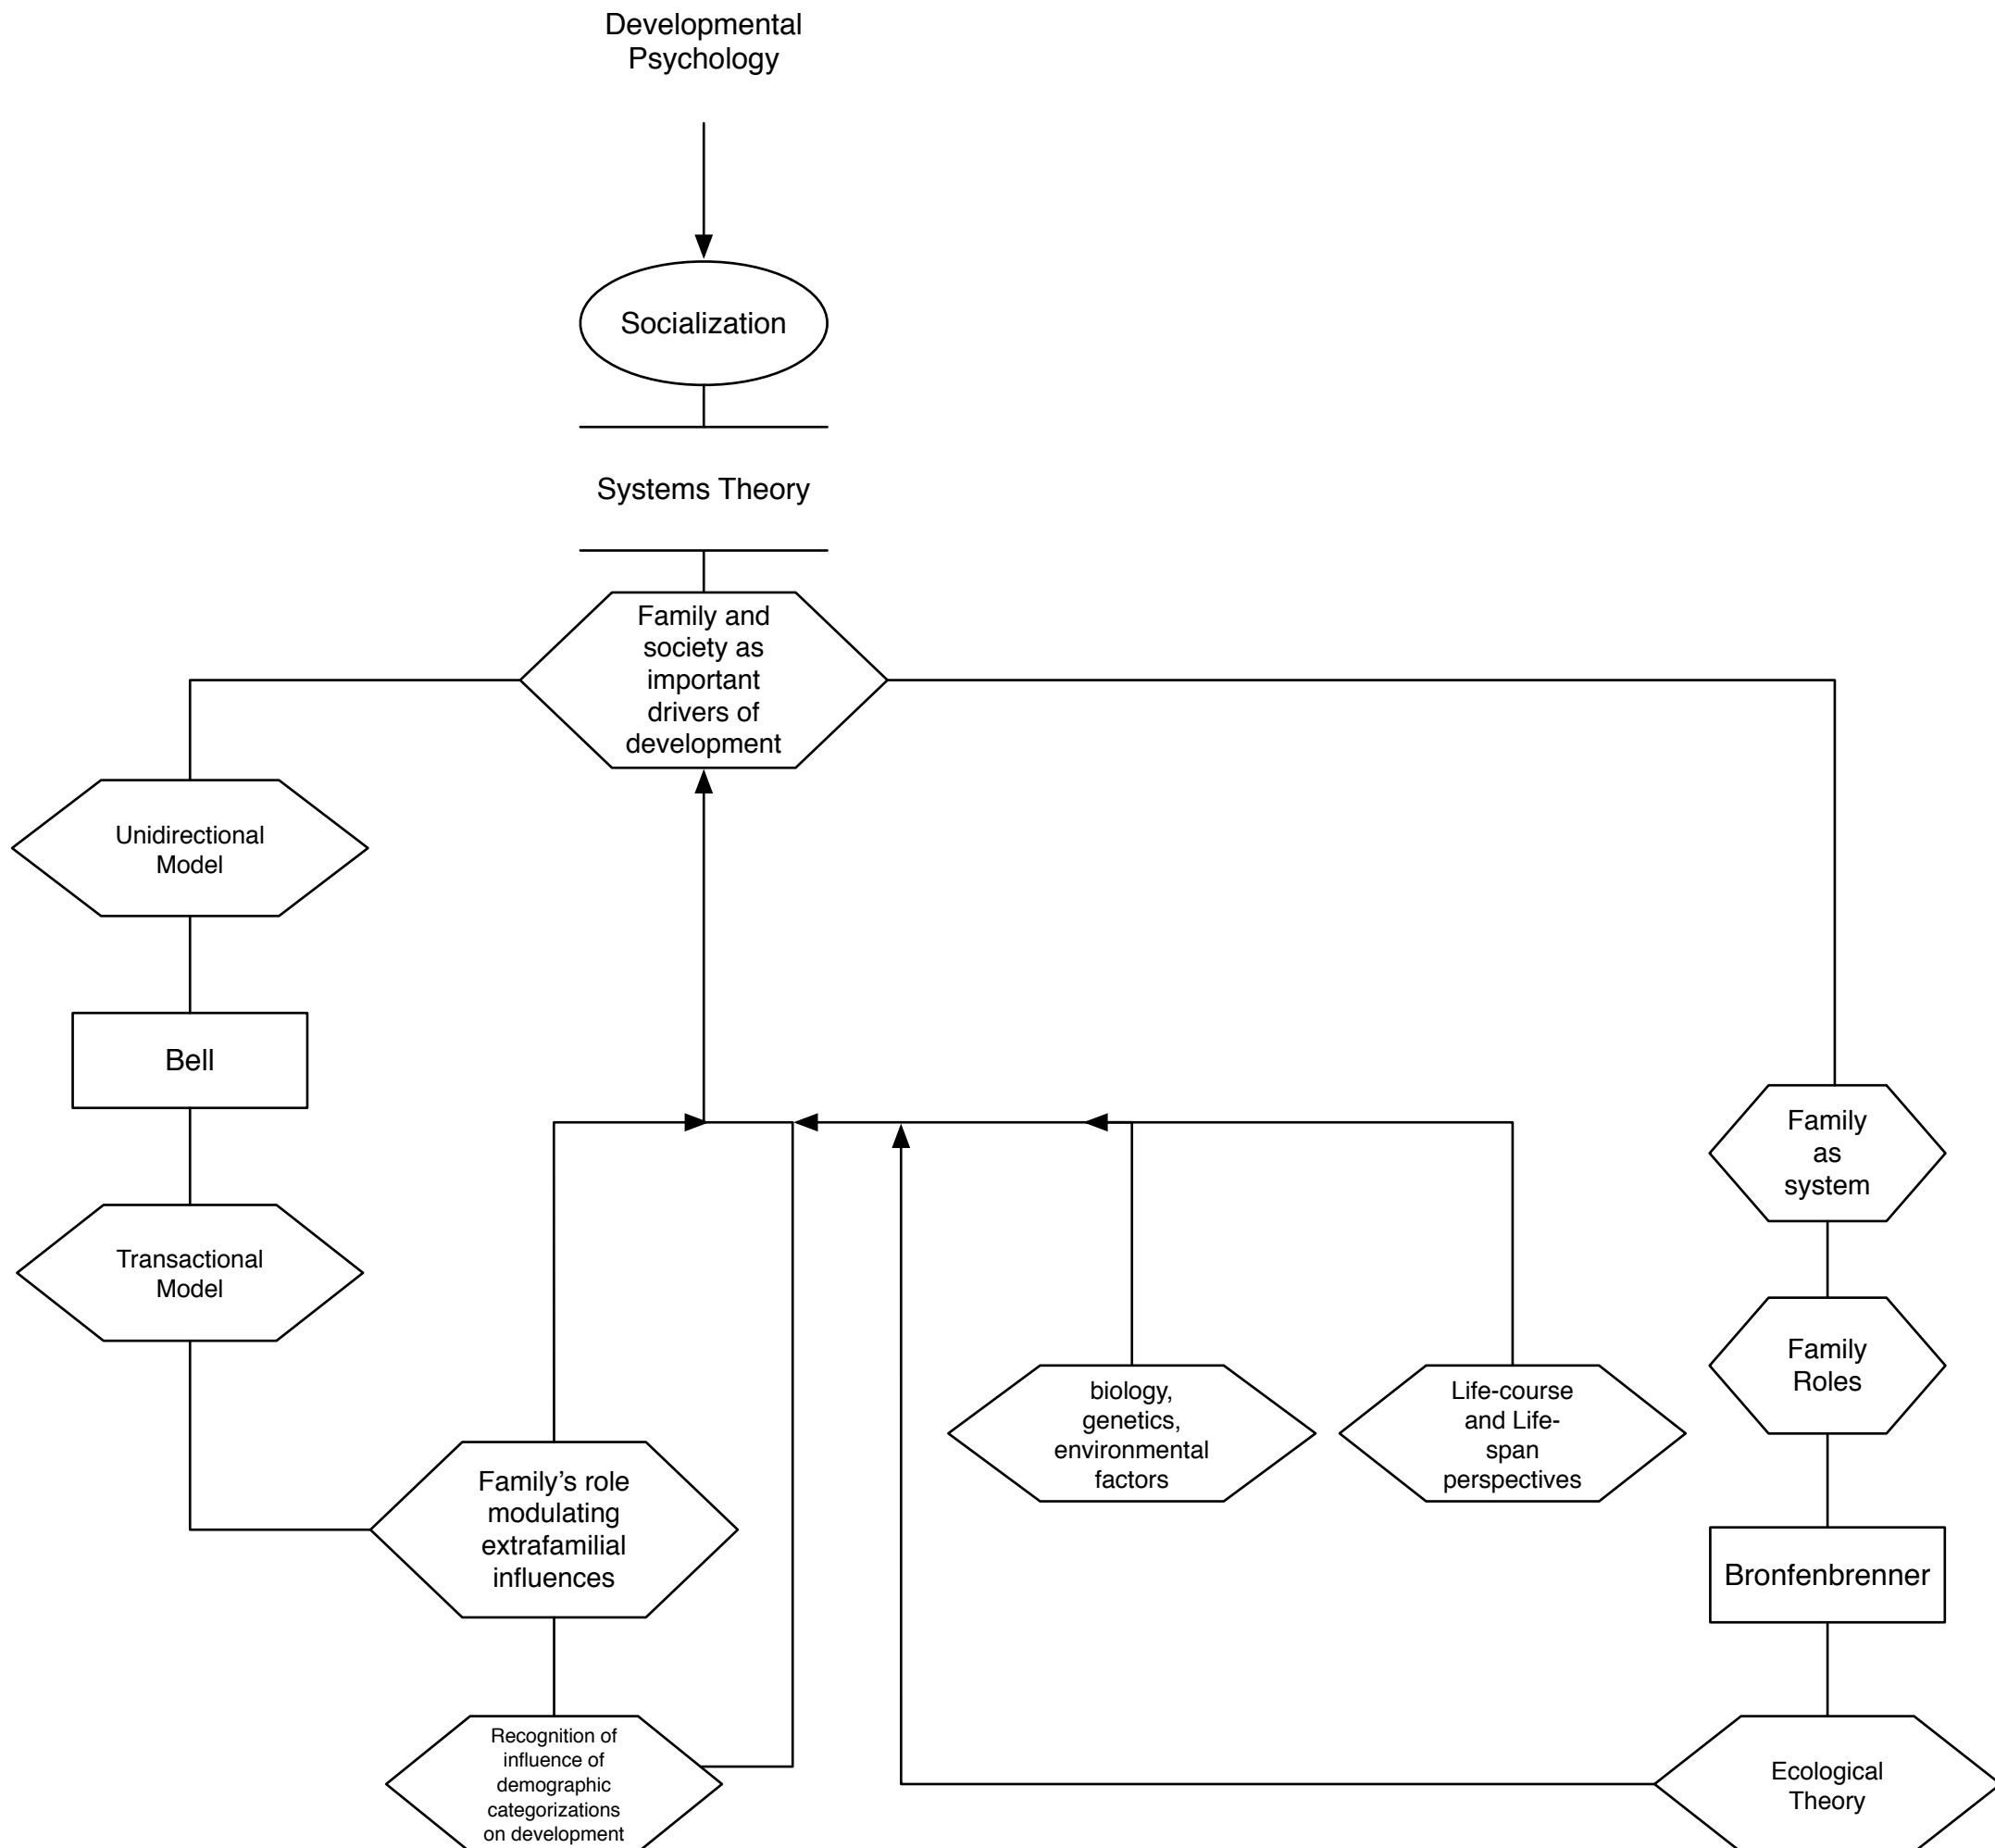 Developmental
Psychology
Socialization
Systems Theory
Family and
society as
important
drivers of
development
Unidirectional
Model
Bell
Transactional
Model
Family’s role
modulating
extrafamilial
influences
Recognition of
influence of
demographic
categorizations
on development
biology,
genetics,
environmental
factors
Life-course
and Life-
span
perspectives
Family
as
system
Family
Roles
Bronfenbrenner
Ecological
Theory